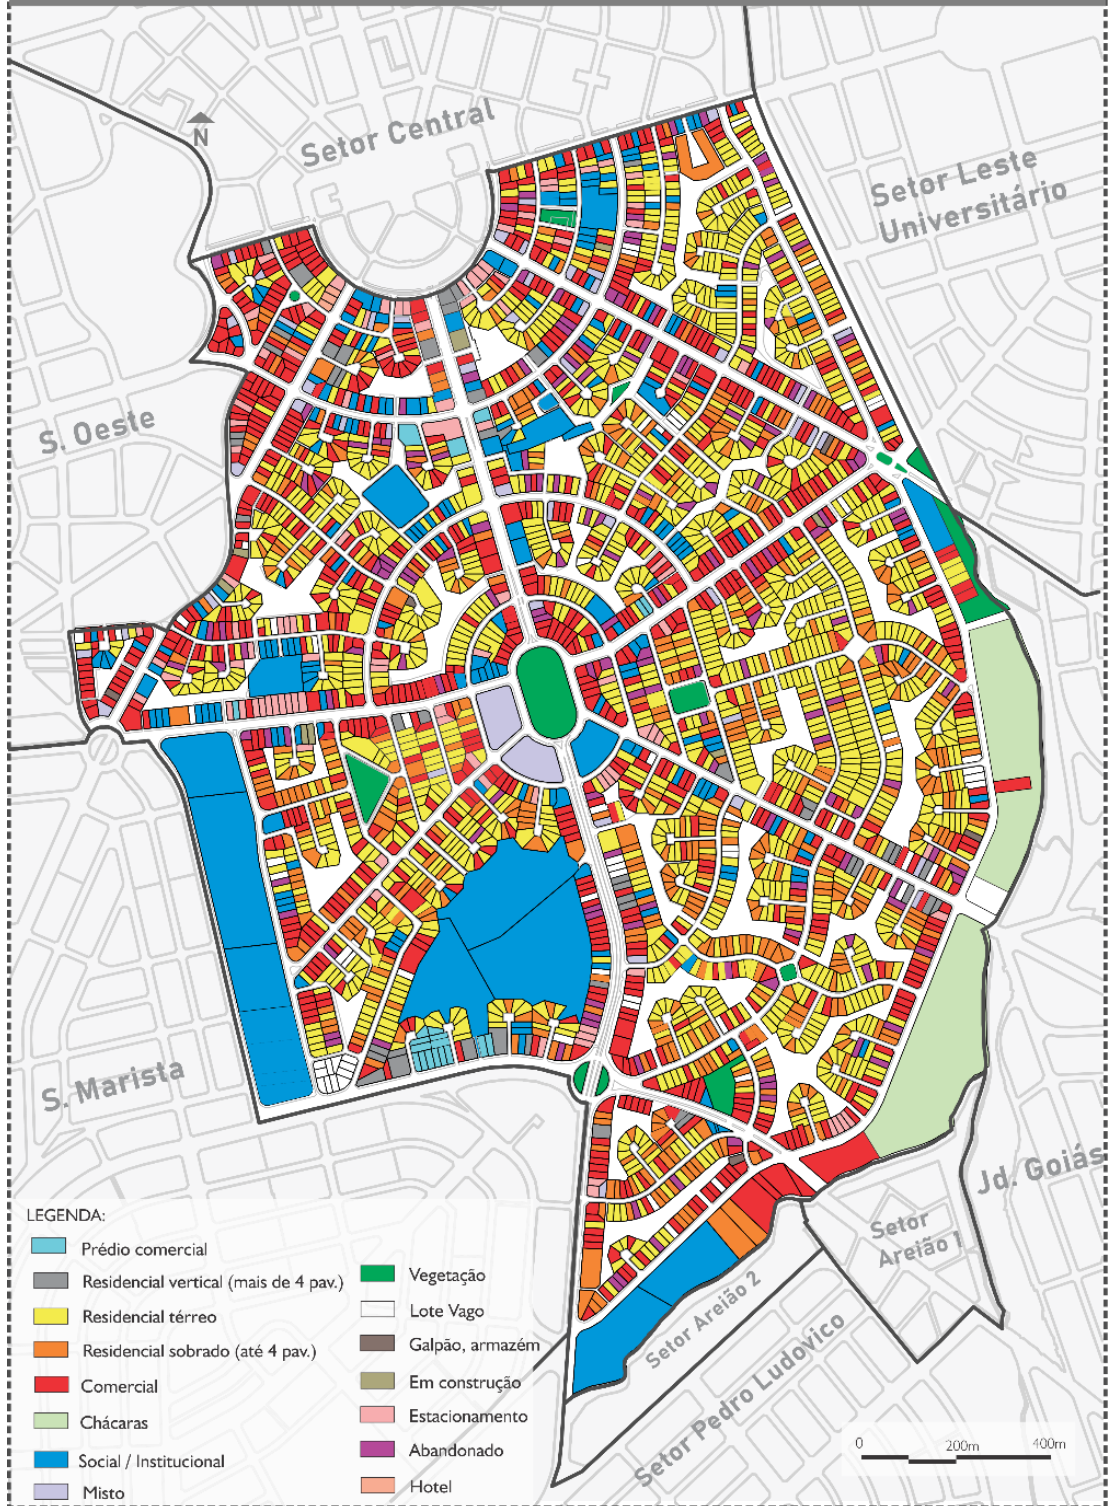 Setor Central
N
Setor Leste
Universitário
S. Oeste
S. Marista
Jd. Goiás
Setor
Areião 1
Setor Areião 2
Setor Pedro Ludovico
LEGENDA:
Prédio comercial
Residencial vertical (mais de 4 pav.)
Residencial térreo
Residencial sobrado (até 4 pav.)
Comercial
Chácaras
Social / Institucional
Misto
Vegetação
Lote Vago
Galpão, armazém
Em construção
Estacionamento
Abandonado
Hotel
0 200m 400m